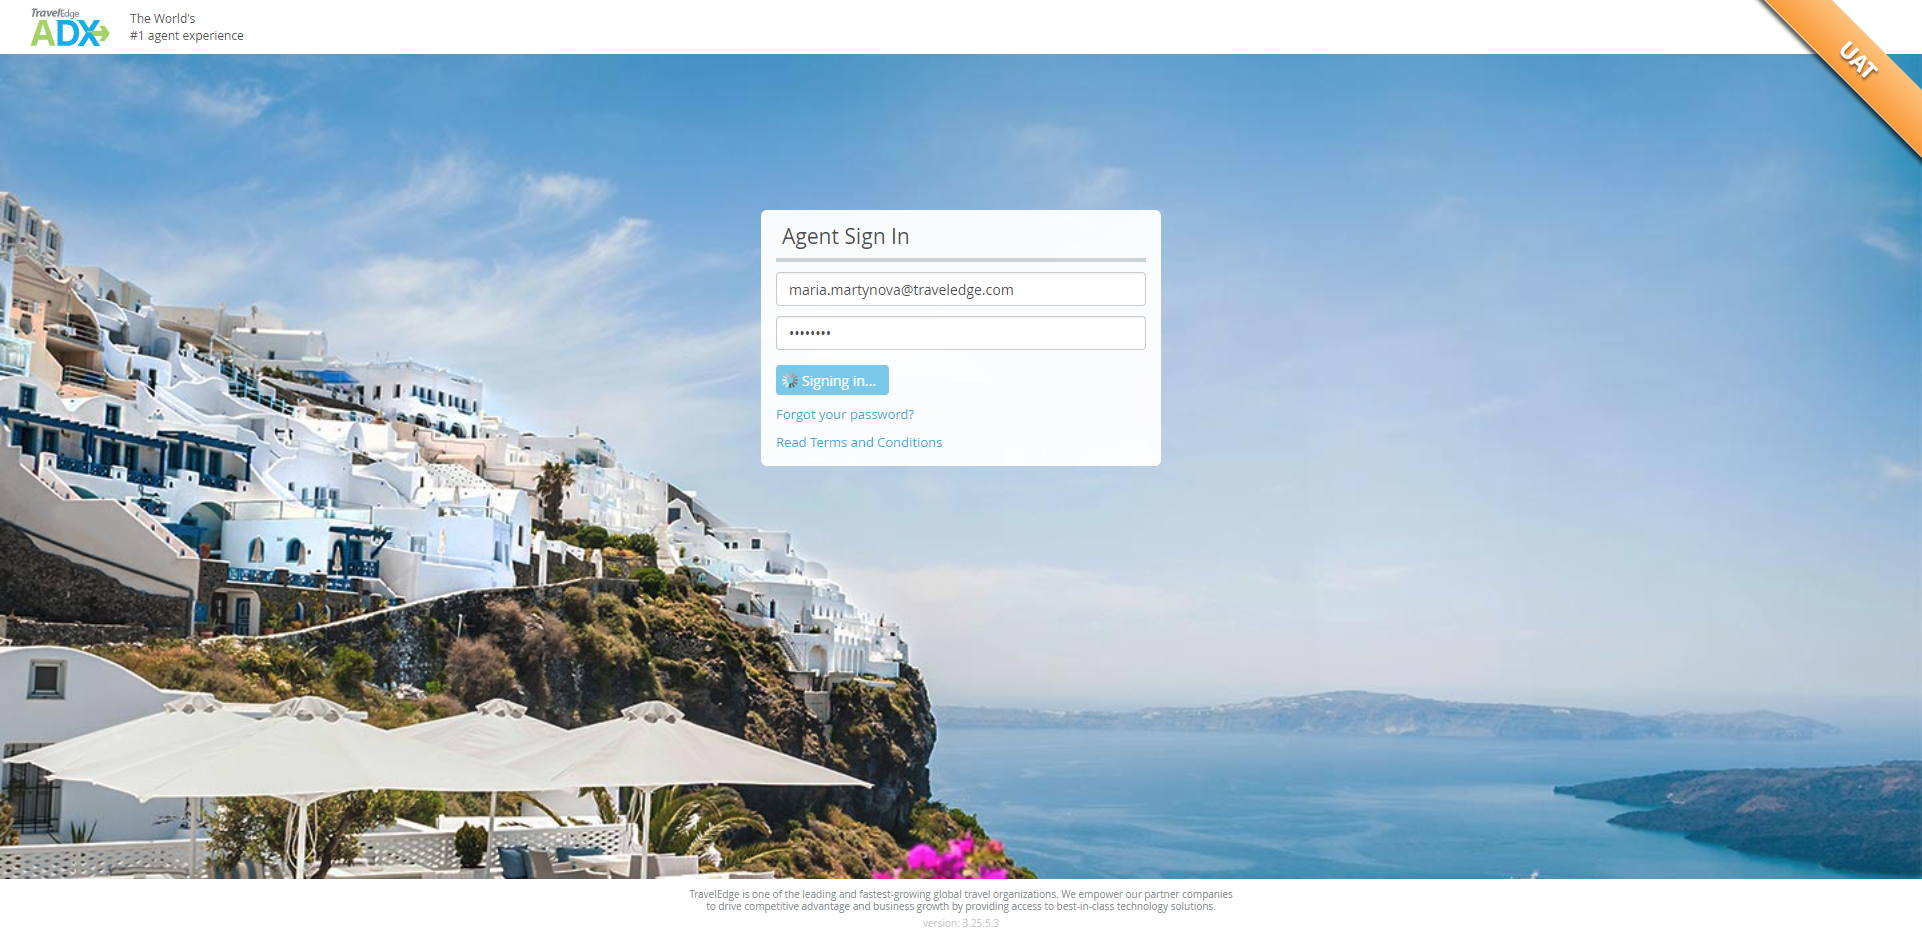 TravelEdge
ADX
The World's
#1 agent experience
UAT
Agent Sign In
maria.martynova@traveledge.com
••••••••
Signing in...
Forgot your password?
Read Terms and Conditions
TravelEdge is one of the leading and fastest-growing global travel organizations. We empower our partner companies
to drive competitive advantage and business growth by providing access to best-in-class technology solutions.
version: 3.25.5.3